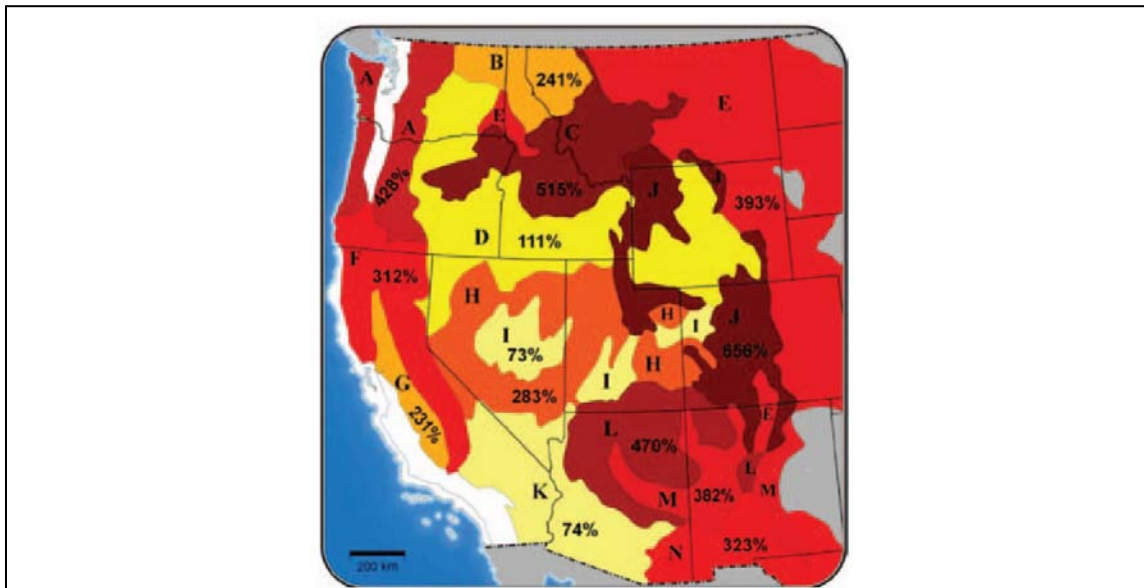 B
241%
A
E
E
C
A
J
J
515%
428%
393%
D
111%
F
312%
H
H
I
J
I
73%
656%
H
G
283%
I
231%
E
L
470%
L
K
M
382%
M
74%
N
323%
200 km